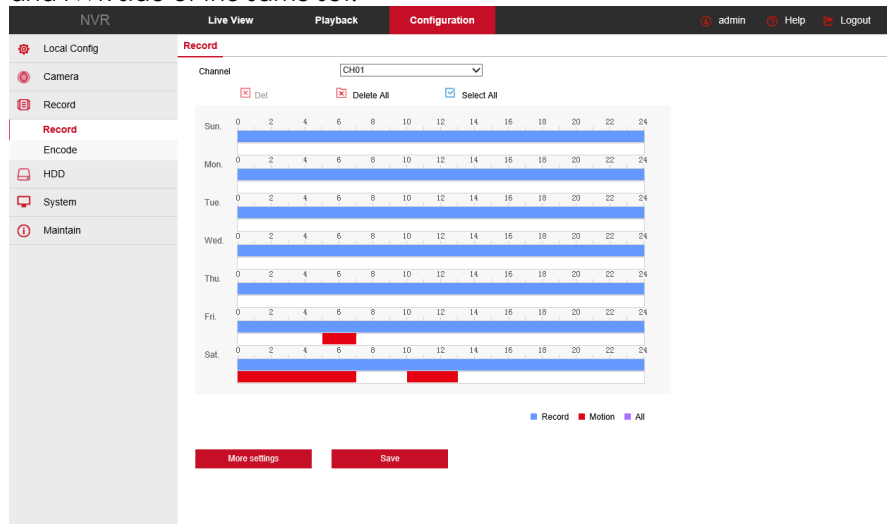 NVR Live View Playback Configuration admin Help Logout
Local Config
Camera
Record
Record
Encode
HDD
System
Maintain
Record
Channel CH01
Del Delete All Select All
Sun. 0 2 4 6 8 10 12 14 16 18 20 22 24
Mon. 0 2 4 6 8 10 12 14 16 18 20 22 24
Tue. 0 2 4 6 8 10 12 14 16 18 20 22 24
Wed. 0 2 4 6 8 10 12 14 16 18 20 22 24
Thu. 0 2 4 6 8 10 12 14 16 18 20 22 24
Fri. 0 2 4 6 8 10 12 14 16 18 20 22 24
Sat. 0 2 4 6 8 10 12 14 16 18 20 22 24
Record Motion All
More settings Save